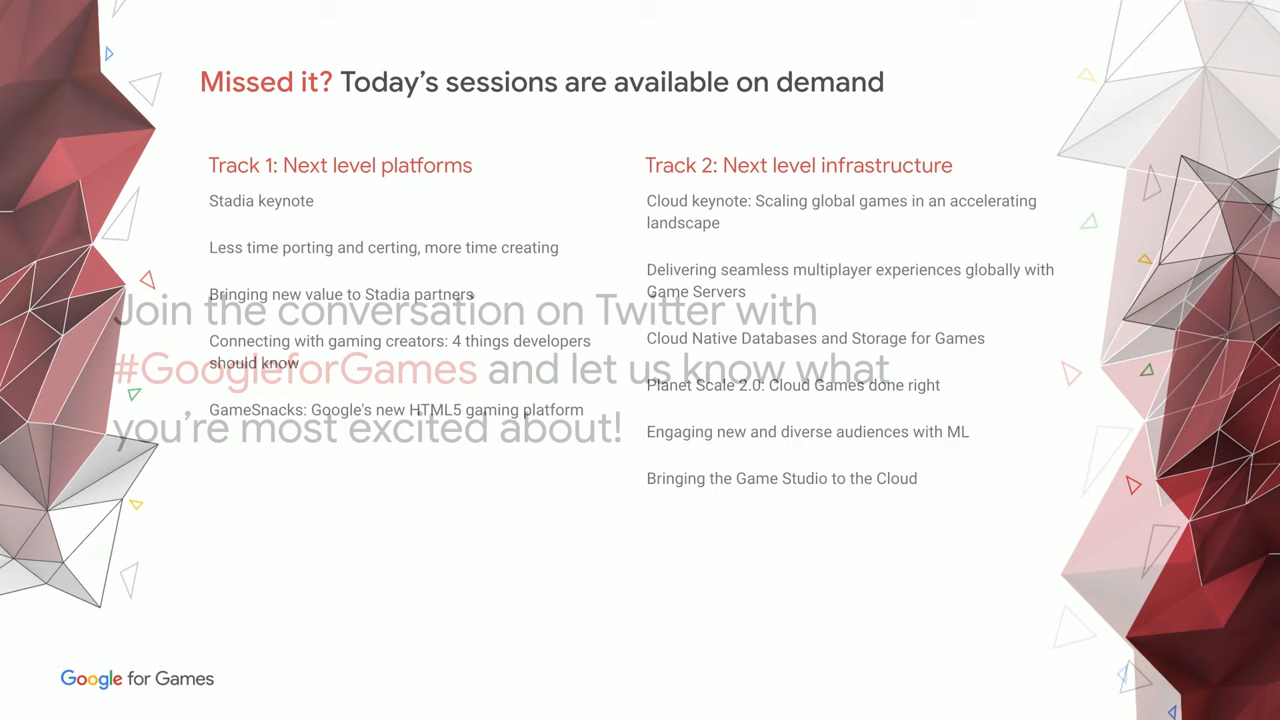 Missed it? Today's sessions are available on demand
Track 1: Next level platforms
Stadia keynote
Less time porting and certing, more time creating
Bringing new value to Stadia partners
Connecting with gaming creators: 4 things developers
should know
GameSnacks: Google's new HTML5 gaming platform
Track 2: Next level infrastructure
Cloud keynote: Scaling global games in an accelerating
landscape
Delivering seamless multiplayer experiences globally with
Game Servers
Cloud Native Databases and Storage for Games
Planet Scale 2.0: Cloud Games done right
Engaging new and diverse audiences with ML
Bringing the Game Studio to the Cloud
Join the conversation on Twitter with
#GoogleforGames and let us know what
you're most excited about!
Google for Games